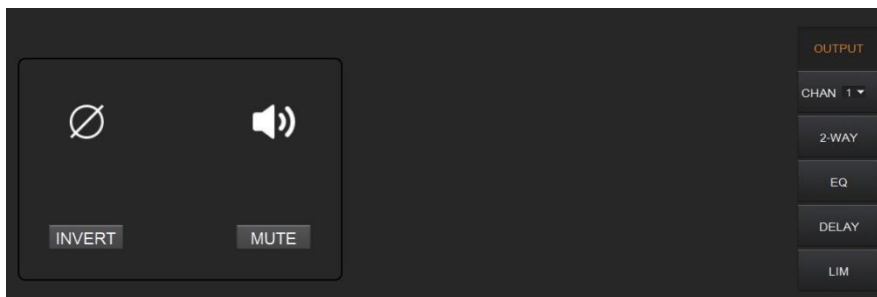 INVERT
MUTE
OUTPUT
CHAN 1
2-WAY
EQ
DELAY
LIM